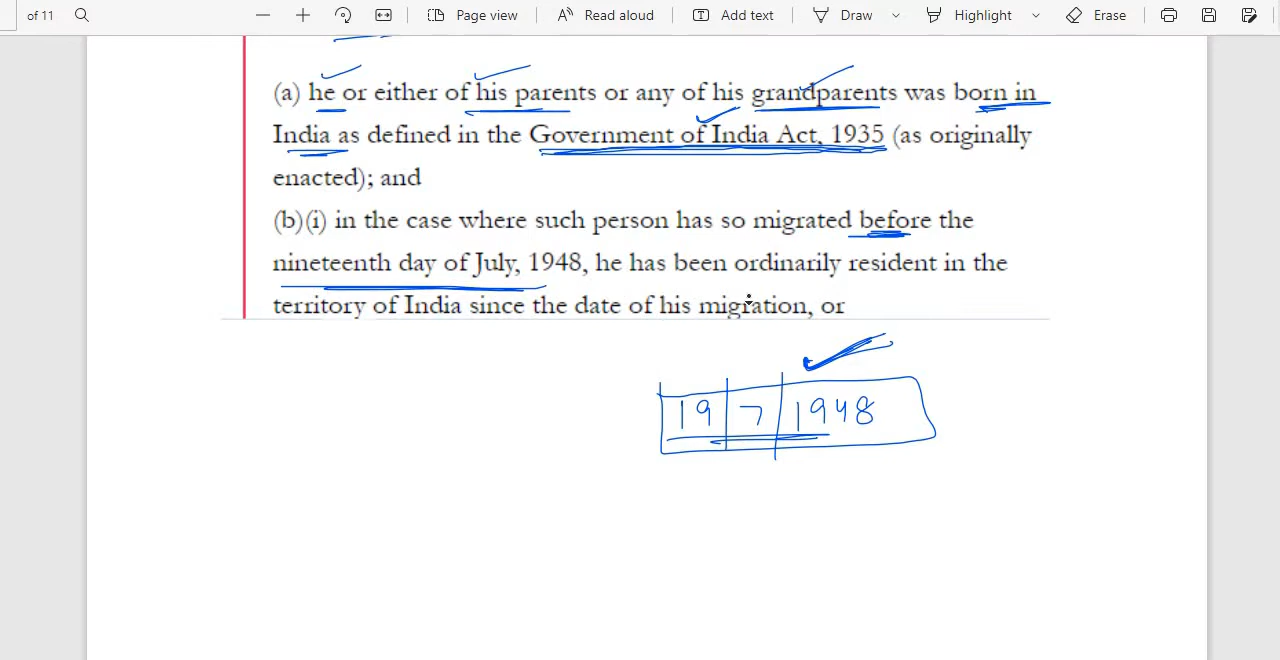 of 11 Page view Read aloud Add text Draw Highlight Erase
(a) he or either of his parents or any of his grandparents was born in
India as defined in the Government of India Act, 1935 (as originally
enacted); and
(b)(i) in the case where such person has so migrated before the
nineteenth day of July, 1948, he has been ordinarily resident in the
territory of India since the date of his migration, or
19 7 1948